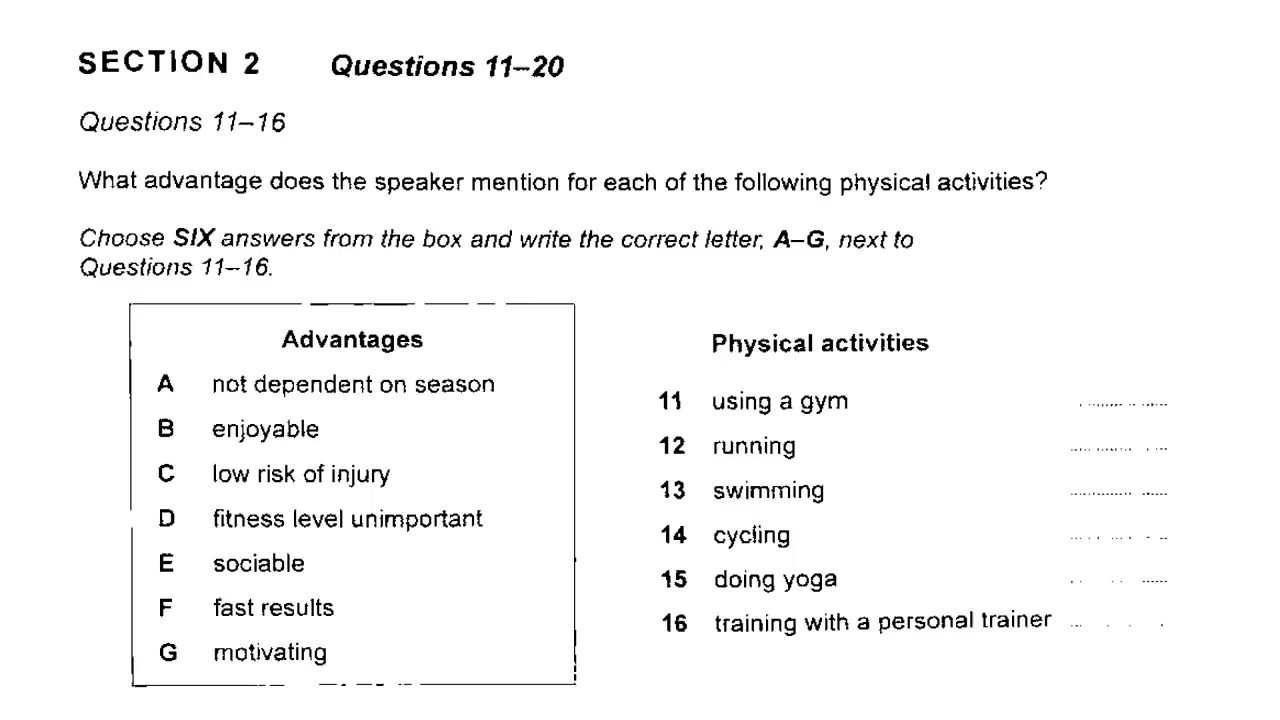 SECTION 2 Questions 11–20
Questions 11–16
What advantage does the speaker mention for each of the following physical activities?
Choose SIX answers from the box and write the correct letter, A–G, next to
Questions 11–16.
Advantages
A not dependent on season
B enjoyable
C low risk of injury
D fitness level unimportant
E sociable
F fast results
G motivating
Physical activities
11 using a gym
12 running
13 swimming
14 cycling
15 doing yoga
16 training with a personal trainer